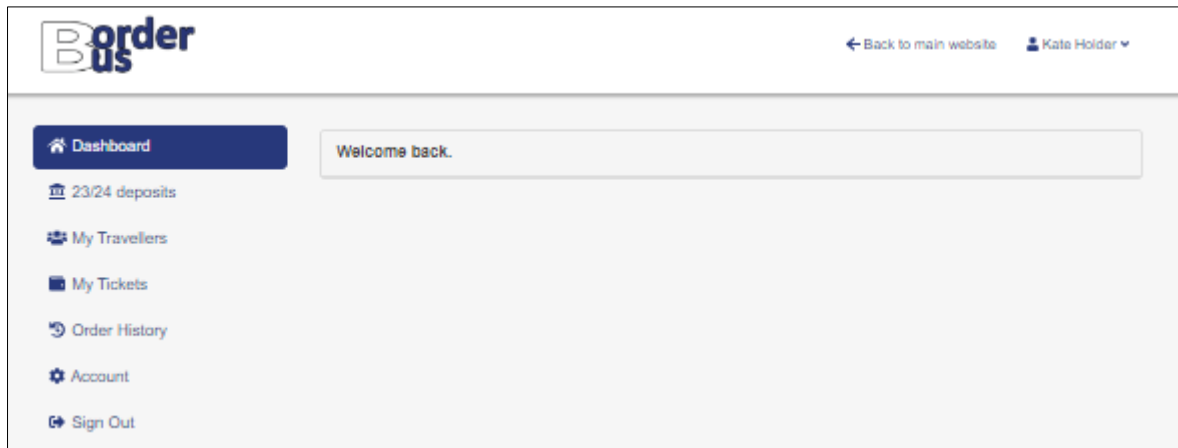 Border
Bus
Back to main website
Kate Holder
Dashboard
Welcome back.
23/24 deposits
My Travellers
My Tickets
Order History
Account
Sign Out